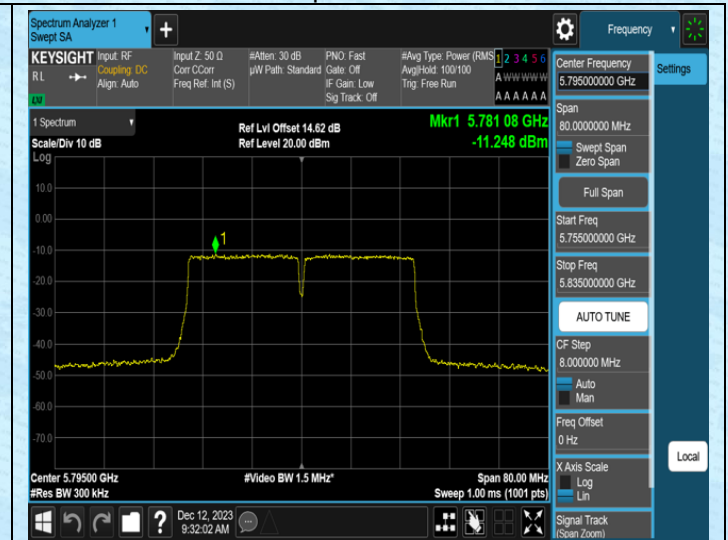 Spectrum Analyzer 1
Swept SA
+
Frequency
KEYSIGHT
RL
LXI
Input: RF
Coupling: DC
Align: Auto
Input Z: 50 Ω
Corr CCorr
Freq Ref: Int (S)
#Atten: 30 dB
µW Path: Standard
PNO: Fast
Gate: Off
IF Gain: Low
Sig Track: Off
#Avg Type: Power (RMS
Avg|Hold: 100/100
Trig: Free Run
1 2 3 4 5 6
A W W W W W
A A A A A A
1 Spectrum
Scale/Div 10 dB
Log
Ref Lvl Offset 14.62 dB
Ref Level 20.00 dBm
Mkr1 5.781 08 GHz
-11.248 dBm
10.0
0.00
-10.0
-20.0
-30.0
-40.0
-50.0
-60.0
-70.0
1
Center 5.79500 GHz
#Res BW 300 kHz
#Video BW 1.5 MHz*
Span 80.00 MHz
Sweep 1.00 ms (1001 pts)
?
Dec 12, 2023
9:32:02 AM
Center Frequency
5.795000000 GHz
Settings
Span
80.0000000 MHz
Swept Span
Zero Span
Full Span
Start Freq
5.755000000 GHz
Stop Freq
5.835000000 GHz
AUTO TUNE
CF Step
8.000000 MHz
Auto
Man
Freq Offset
0 Hz
X Axis Scale
Log
Lin
Local
Signal Track
(Span Zoom)